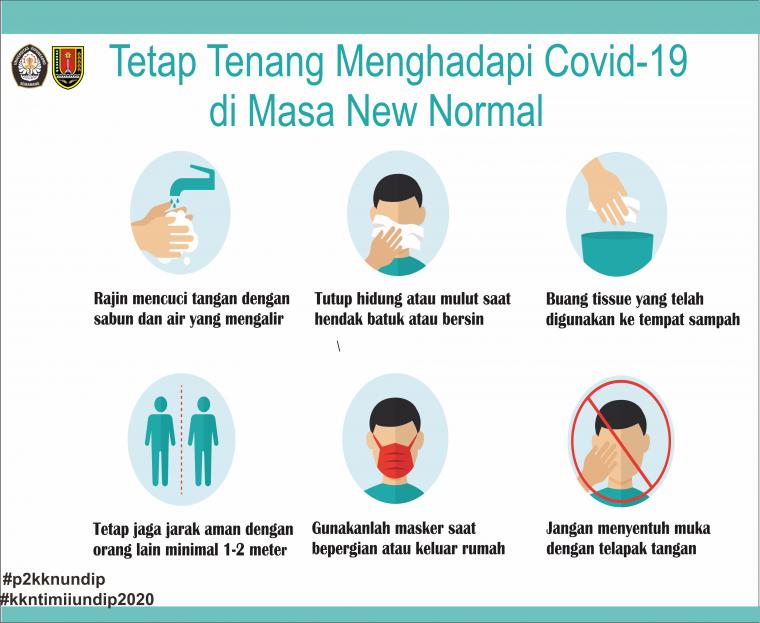 Tetap Tenang Menghadapi Covid-19
di Masa New Normal
Rajin mencuci tangan dengan
sabun dan air yang mengalir
Tutup hidung atau mulut saat
hendak batuk atau bersin
Buang tissue yang telah
digunakan ke tempat sampah
\
Tetap jaga jarak aman dengan
orang lain minimal 1-2 meter
Gunakanlah masker saat
bepergian atau keluar rumah
Jangan menyentuh muka
dengan telapak tangan
#p2kknundip
#kkntimiiundip2020